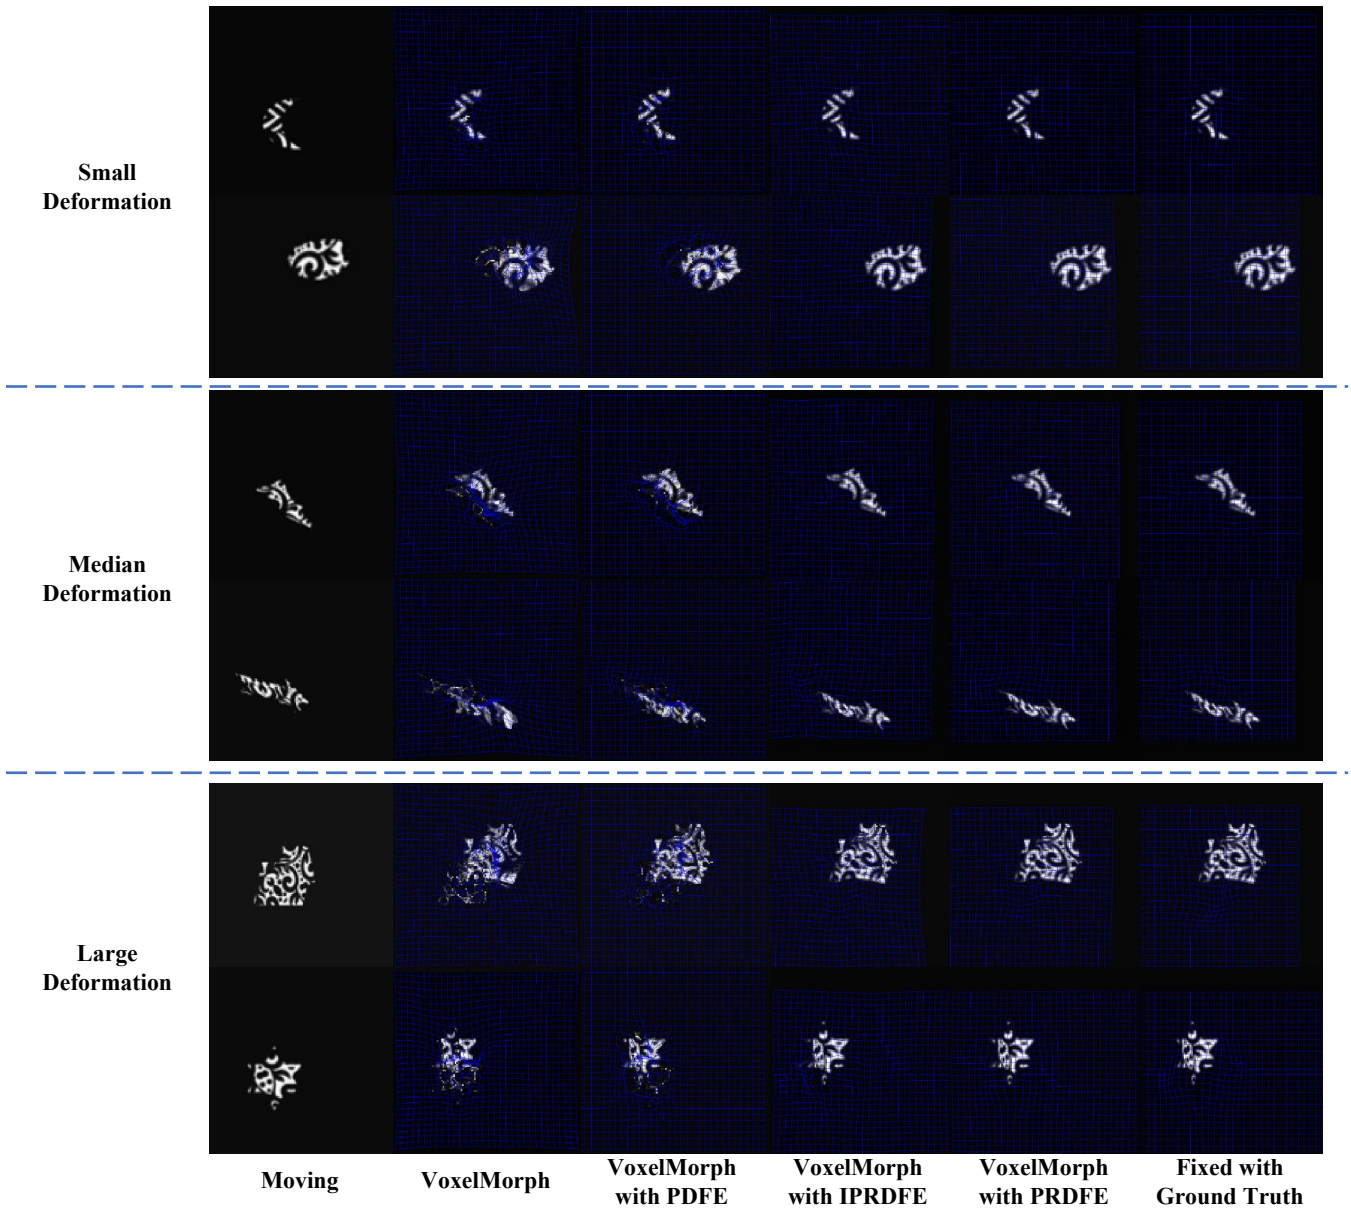 Small
Deformation
Median
Deformation
Large
Deformation
Moving
VoxelMorph
VoxelMorph
with PDFE
VoxelMorph
with IPRDFE
VoxelMorph
with PRDFE
Fixed with
Ground Truth